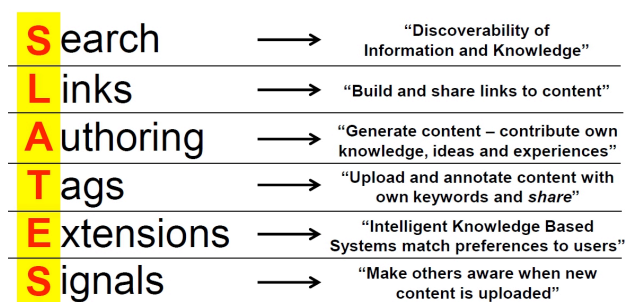 Search
“Discoverability of
Information and Knowledge”
Links
“Build and share links to content”
Authoring
“Generate content – contribute own
knowledge, ideas and experiences”
Tags
“Upload and annotate content with
own keywords and share”
Extensions
“Intelligent Knowledge Based
Systems match preferences to users”
Signals
“Make others aware when new
content is uploaded”